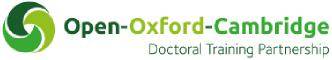 Open-Oxford-Cambridge
Doctoral Training Partnership